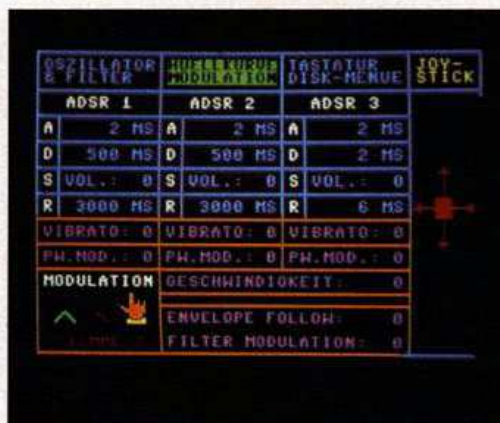 OSZILLATOR HUELLKURVE TASTATUR JOY-
& FILTER MODULATION DISK-MENUE STICK
ADSR 1 ADSR 2 ADSR 3
A 2 MS A 2 MS A 2 MS
D 500 MS D 500 MS D 2 MS
S VOL.: 0 S VOL.: 0 S VOL.: 0
R 3000 MS R 3000 MS R 6 MS
VIBRATO: 0 VIBRATO: 0 VIBRATO: 0
PW.MOD.: 0 PW.MOD.: 0 PW.MOD.: 0
MODULATION GESCHWINDIGKEIT: 0
ENVELOPE FOLLOW: 0
FILTER MODULATION: 0